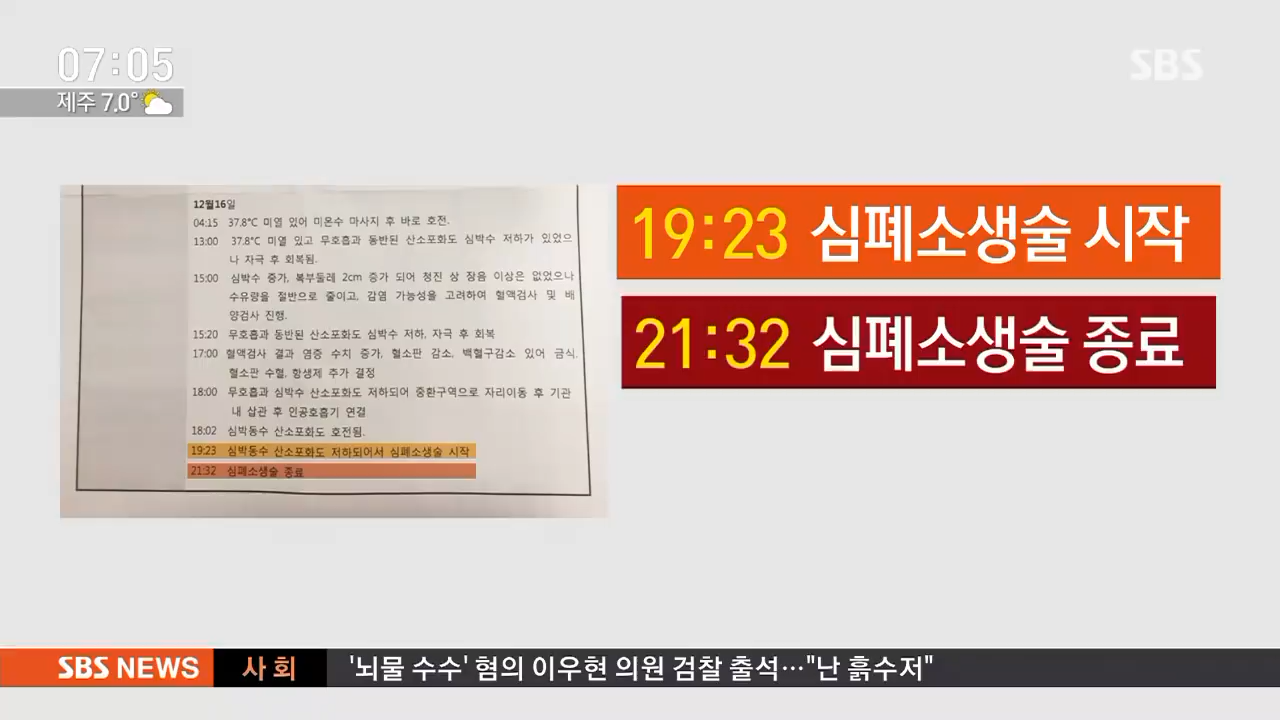 07:05
제주 7.0°
SBS
12월16일
04:15 37.8℃ 미열 있어 미온수 마사지 후 바로 호전.
13:00 37.8℃ 미열 있고 무호흡과 동반된 산소포화도 심박수 저하가 있었으
나 자극 후 회복됨.
15:00 심박수 증가, 복부둘레 2cm 증가 되어 청진 상 장음 이상은 없었으나
수유량을 절반으로 줄이고, 감염 가능성을 고려하여 혈액검사 및 배
양검사 진행.
15:20 무호흡과 동반된 산소포화도 심박수 저하, 자극 후 회복
17:00 혈액검사 결과 염증 수치 증가, 혈소판 감소, 백혈구감소 있어 금식,
혈소판 수혈, 항생제 추가 결정
18:00 무호흡과 심박수 산소포화도 저하되어 중환구역으로 자리이동 후 기관
내 삽관 후 인공호흡기 연결
18:02 심박동수 산소포화도 호전됨.
19:23 심박동수 산소포화도 저하되어서 심폐소생술 시작
21:32 심폐소생술 종료
19:23 심폐소생술 시작
21:32 심폐소생술 종료
SBS NEWS 사회 '뇌물 수수' 혐의 이우현 의원 검찰 출석…"난 흙수저"